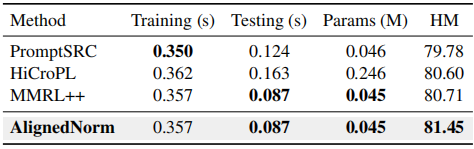 Method Training (s) Testing (s) Params (M) HM
PromptSRC 0.350 0.124 0.046 79.78
HiCroPL 0.362 0.163 0.246 80.60
MMRL++ 0.357 0.087 0.045 80.71
AlignedNorm 0.357 0.087 0.045 81.45